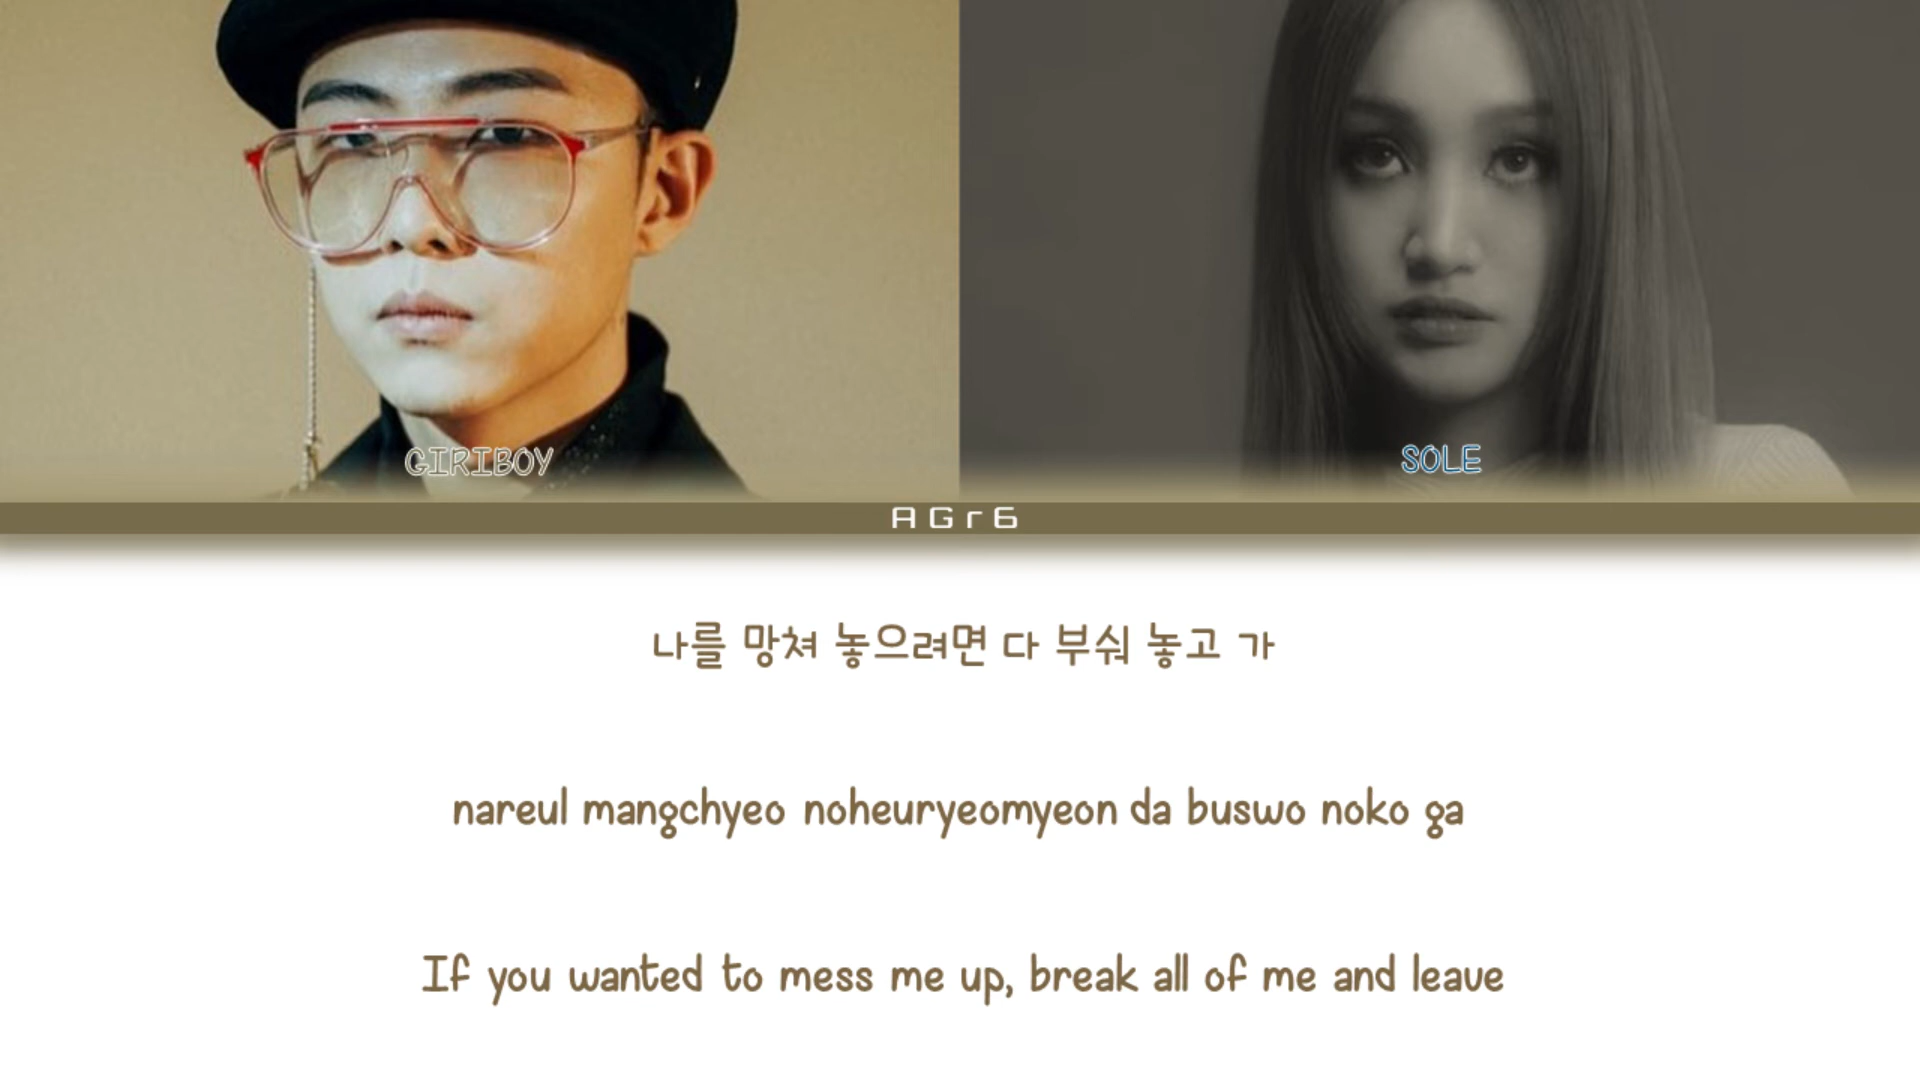 GIRIBOY
SOLE
AGr6
나를 망쳐 놓으려면 다 부숴 놓고 가
nareul mangchyeo noheuryeomyeon da buswo noko ga
If you wanted to mess me up, break all of me and leave